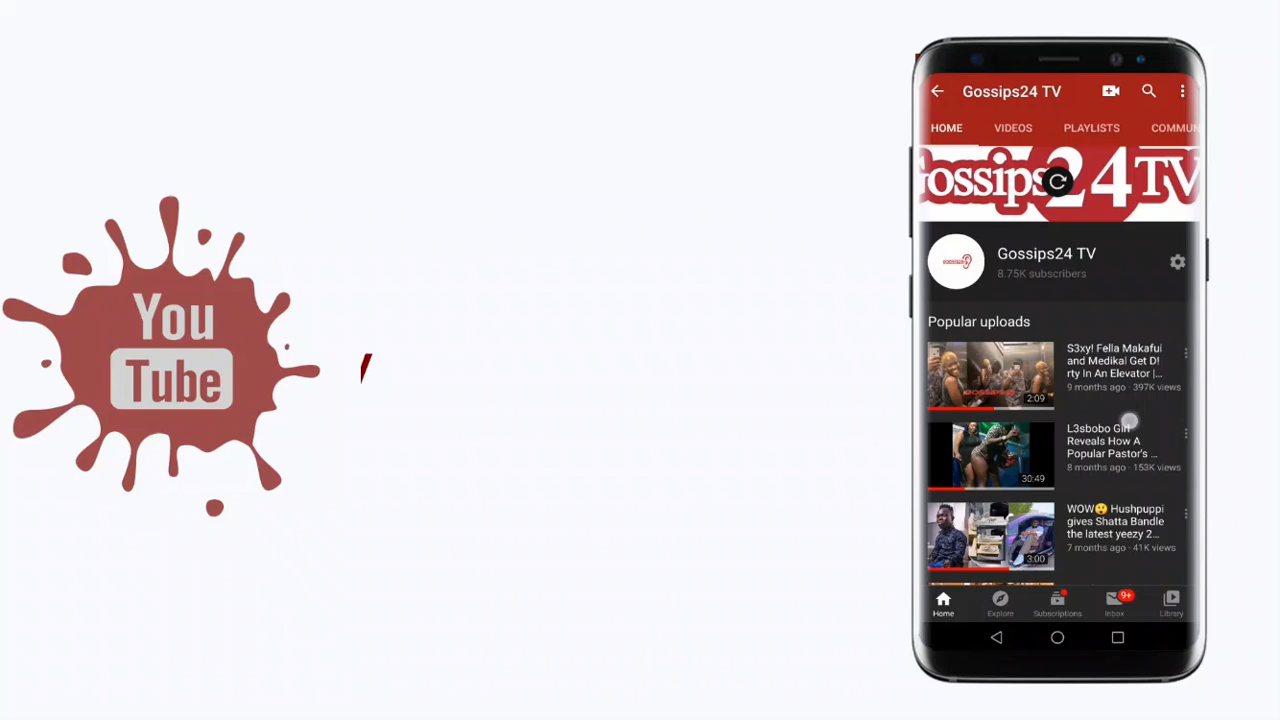 You
Tube
Gossips24 TV
HOME VIDEOS PLAYLISTS COMMUN
Gossips24TV
Gossips24 TV
8.75K subscribers
Popular uploads
S3xy! Fella Makafui
and Medikal Get D!
rty In An Elevator |...
9 months ago · 397K views
2:09
L3sbobo Girl
Reveals How A
Popular Pastor's ...
8 months ago · 153K views
30:49
WOW😲 Hushpuppi
gives Shatta Bandle
the latest yeezy 2...
7 months ago · 41K views
3:00
9+
Home Explore Subscriptions Inbox Library